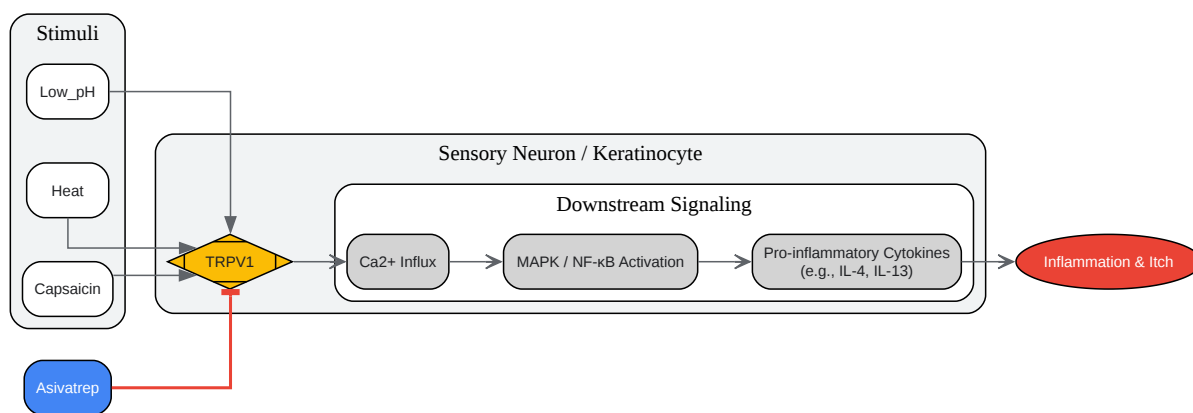 Stimuli
Low_pH
Heat
Capsaicin
Asivatrep
Sensory Neuron / Keratinocyte
TRPV1
Downstream Signaling
Ca2+ Influx
MAPK / NF-κB Activation
Pro-inflammatory Cytokines
(e.g., IL-4, IL-13)
Inflammation & Itch